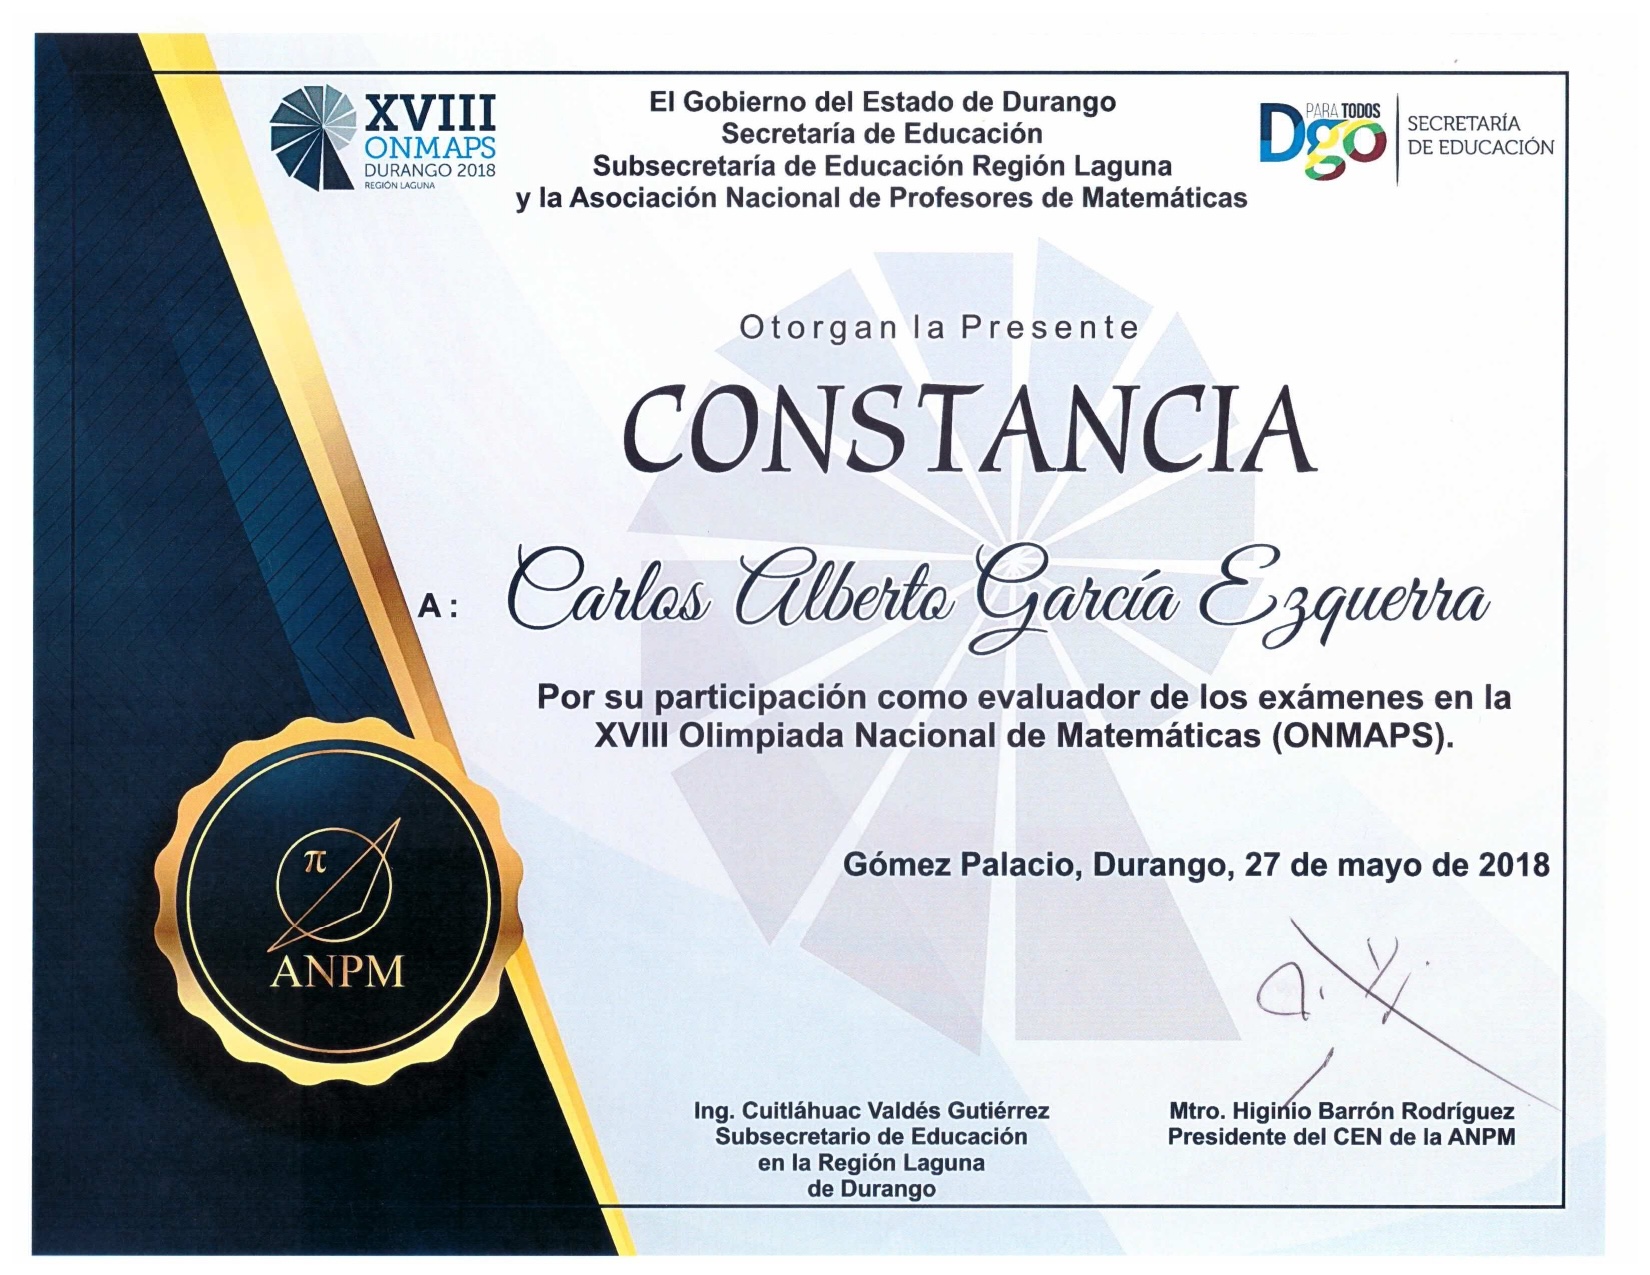 XVIII
ONMAPS
DURANGO 2018
REGIÓN LAGUNA
El Gobierno del Estado de Durango
Secretaría de Educación
Subsecretaría de Educación Región Laguna
y la Asociación Nacional de Profesores de Matemáticas
PARA TODOS
Dgo
SECRETARÍA
DE EDUCACIÓN
Otorgan la Presente
CONSTANCIA
A: Carlos Alberto García Ezquerra
Por su participación como evaluador de los exámenes en la
XVIII Olimpiada Nacional de Matemáticas (ONMAPS).
π
ANPM
Gómez Palacio, Durango, 27 de mayo de 2018
Ing. Cuitláhuac Valdés Gutiérrez
Subsecretario de Educación
en la Región Laguna
de Durango
Mtro. Higinio Barrón Rodríguez
Presidente del CEN de la ANPM